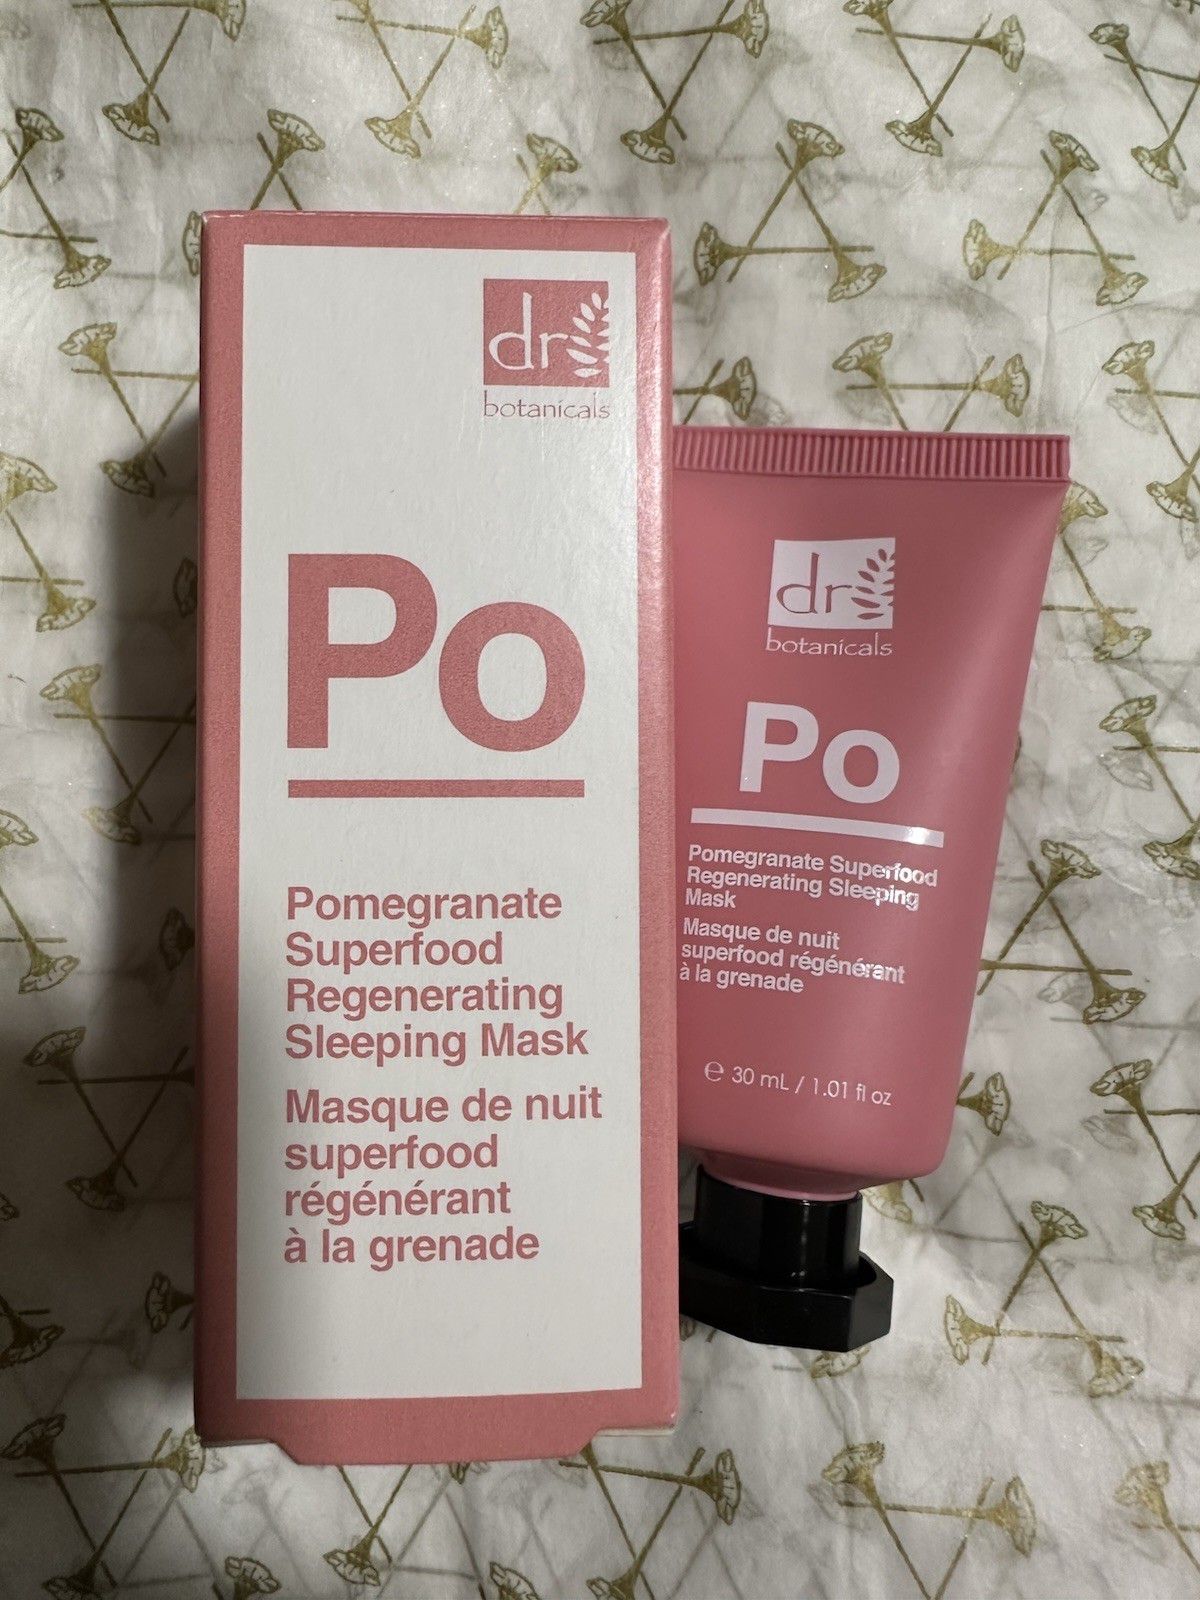 dr
botanicals
Po
Pomegranate
Superfood
Regenerating
Sleeping Mask
Masque de nuit
superfood
régénérant
à la grenade
dr
botanicals
Po
Pomegranate Superfood
Regenerating Sleeping
Mask
Masque de nuit
superfood régénérant
à la grenade
℮ 30 mL / 1.01 fl oz